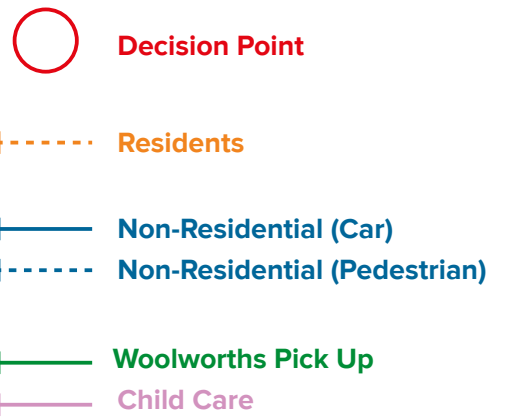 Decision Point
Residents
Non-Residential (Car)
Non-Residential (Pedestrian)
Woolworths Pick Up
Child Care